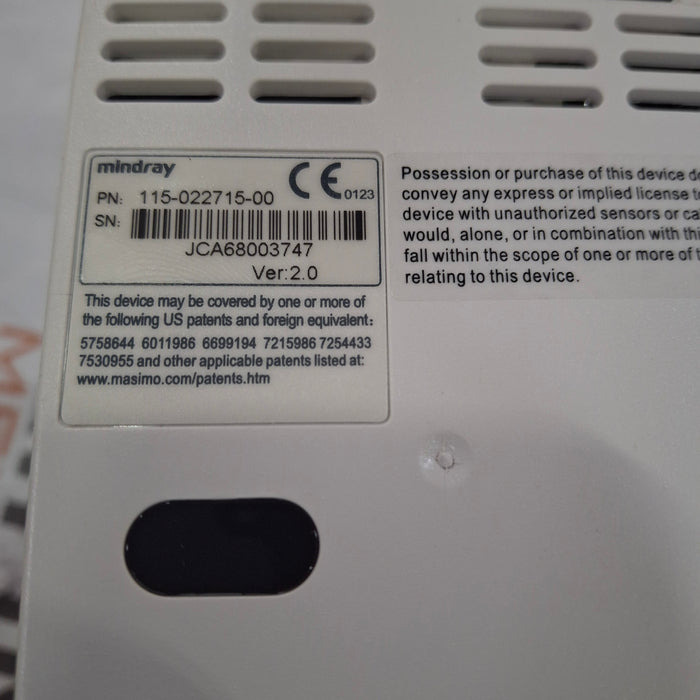 mindray
CE 0123
PN: 115-022715-00
SN:
JCA68003747
Ver:2.0
This device may be covered by one or more of
the following US patents and foreign equivalent:
5758644 6011986 6699194 7215986 7254433
7530955 and other applicable patents listed at:
www.masimo.com/patents.htm
Possession or purchase of this device d
convey any express or implied license t
device with unauthorized sensors or ca
would, alone, or in combination with thi
fall within the scope of one or more of t
relating to this device.